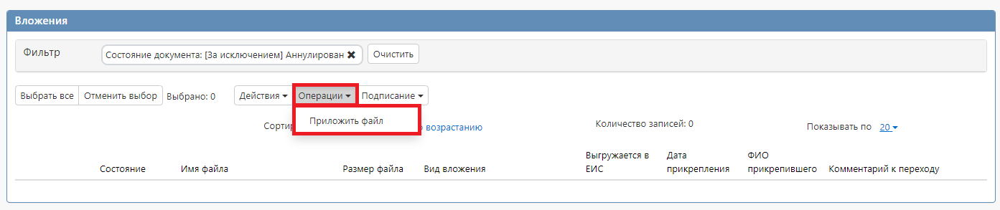 Вложения
Фильтр
Состояние документа: [За исключением] Аннулирован ✖ Очистить
Выбрать все Отменить выбор Выбрано: 0 Действия Операции Подписание
Приложить файл
возрастанию Количество записей: 0 Показывать по 20
Состояние Имя файла Размер файла Вид вложения Выгружается в ЕИС Дата прикрепления ФИО прикрепившего Комментарий к переходу